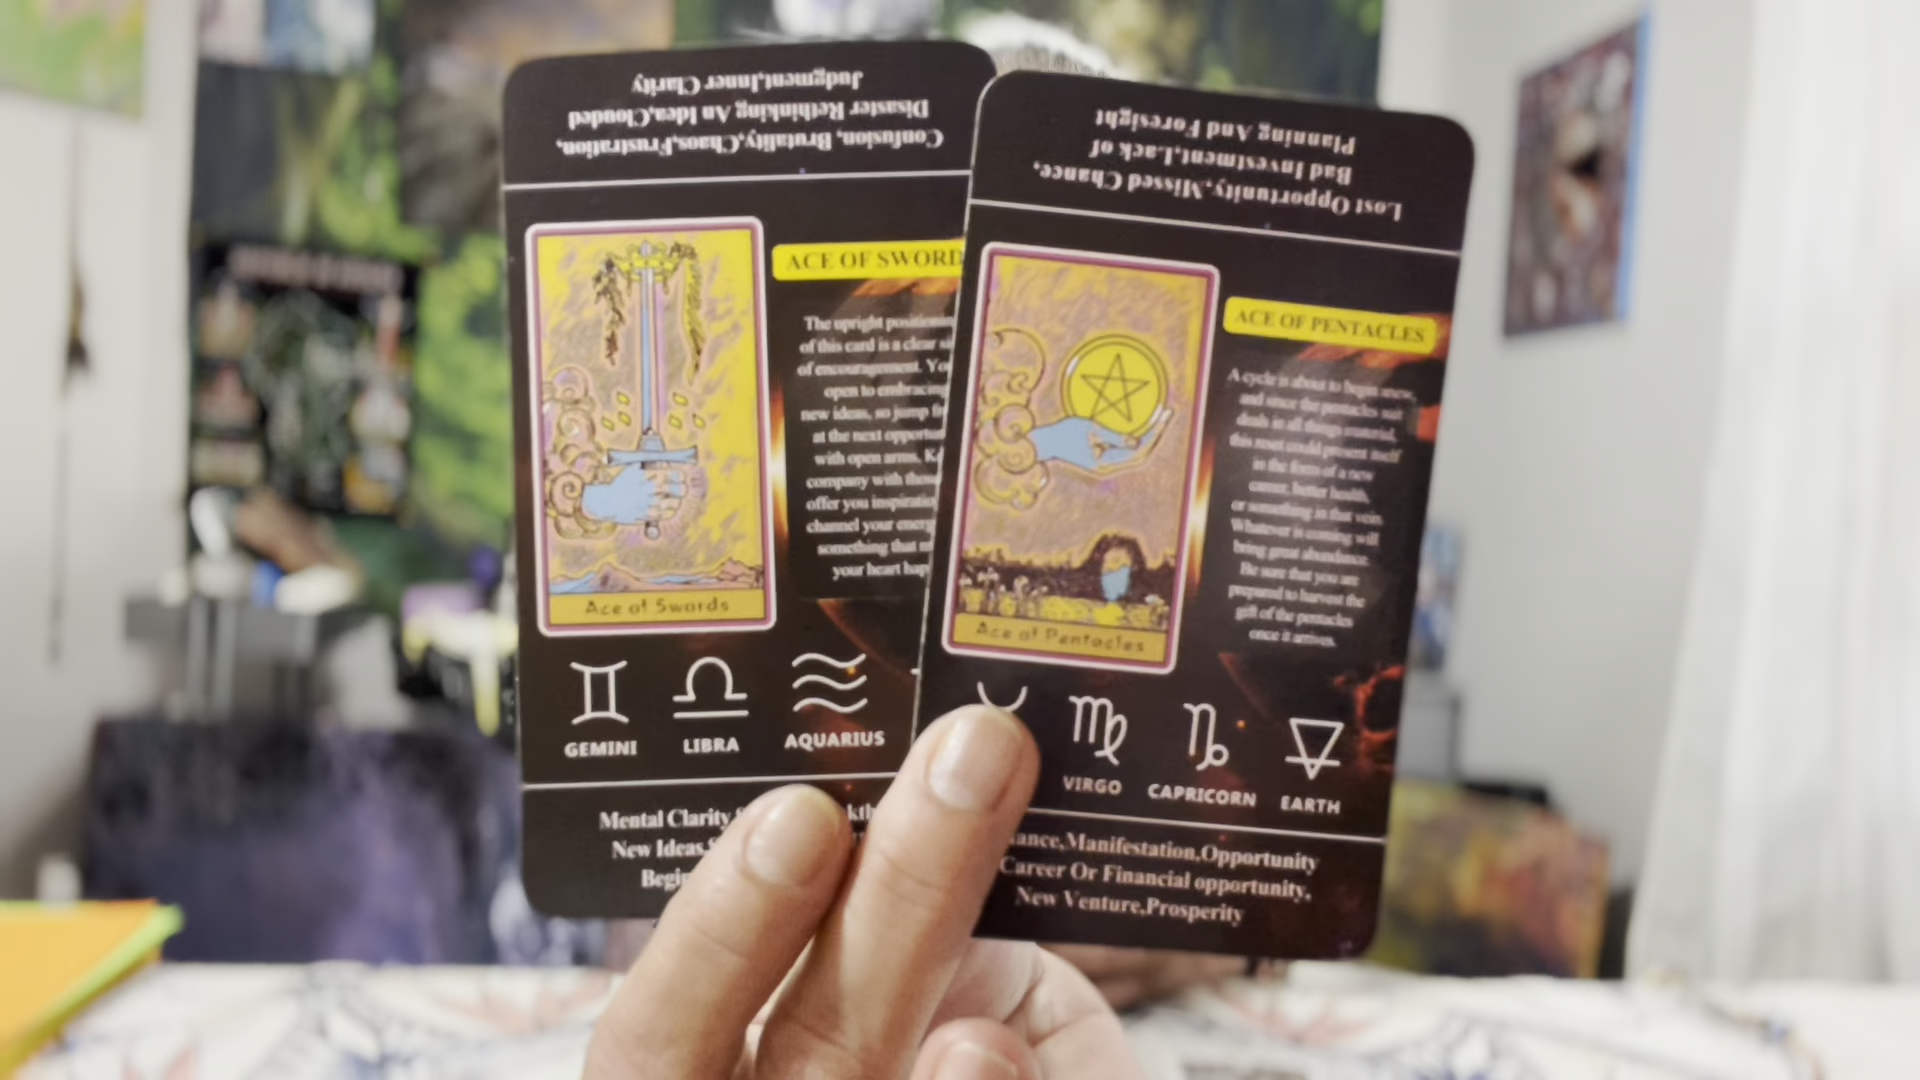 Confusion, Brutality,Chaos,Frustration,
Disaster Rethinking An Idea,Clouded
Judgment,Inner Clarity
ACE OF SWORD
The upright
of this card is a clear
of encouragement.
open to embracing
new ideas, so jump
at the next
with open arms.
company with
offer you
channel your
something that
your heart
Ace of Swords
GEMINI LIBRA AQUARIUS
Mental Clarity
New Ideas,
Lost Opportunity,Missed Chance,
Bad Investment,Lack of
Planning And Foresight
ACE OF PENTACLES
A cycle is about to begin anew,
and since the pentacles suit
deals in all things material,
this reset could present itself
in the form of a new
career, better health,
or something in that vein.
Whatever is coming will
bring great abundance.
Be sure that you are
prepared to harvest the
gift of the pentacles
once it arrives.
Ace of Pentacles
VIRGO CAPRICORN EARTH
Manifestation,Opportunity
Career Or Financial opportunity,
New Venture,Prosperity